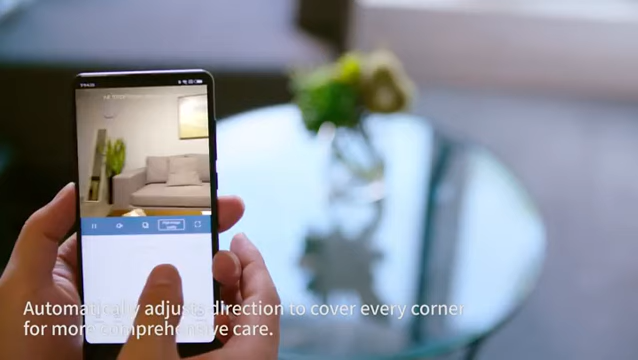 Automatically adjusts direction to cover every corner
for more comprehensive care.